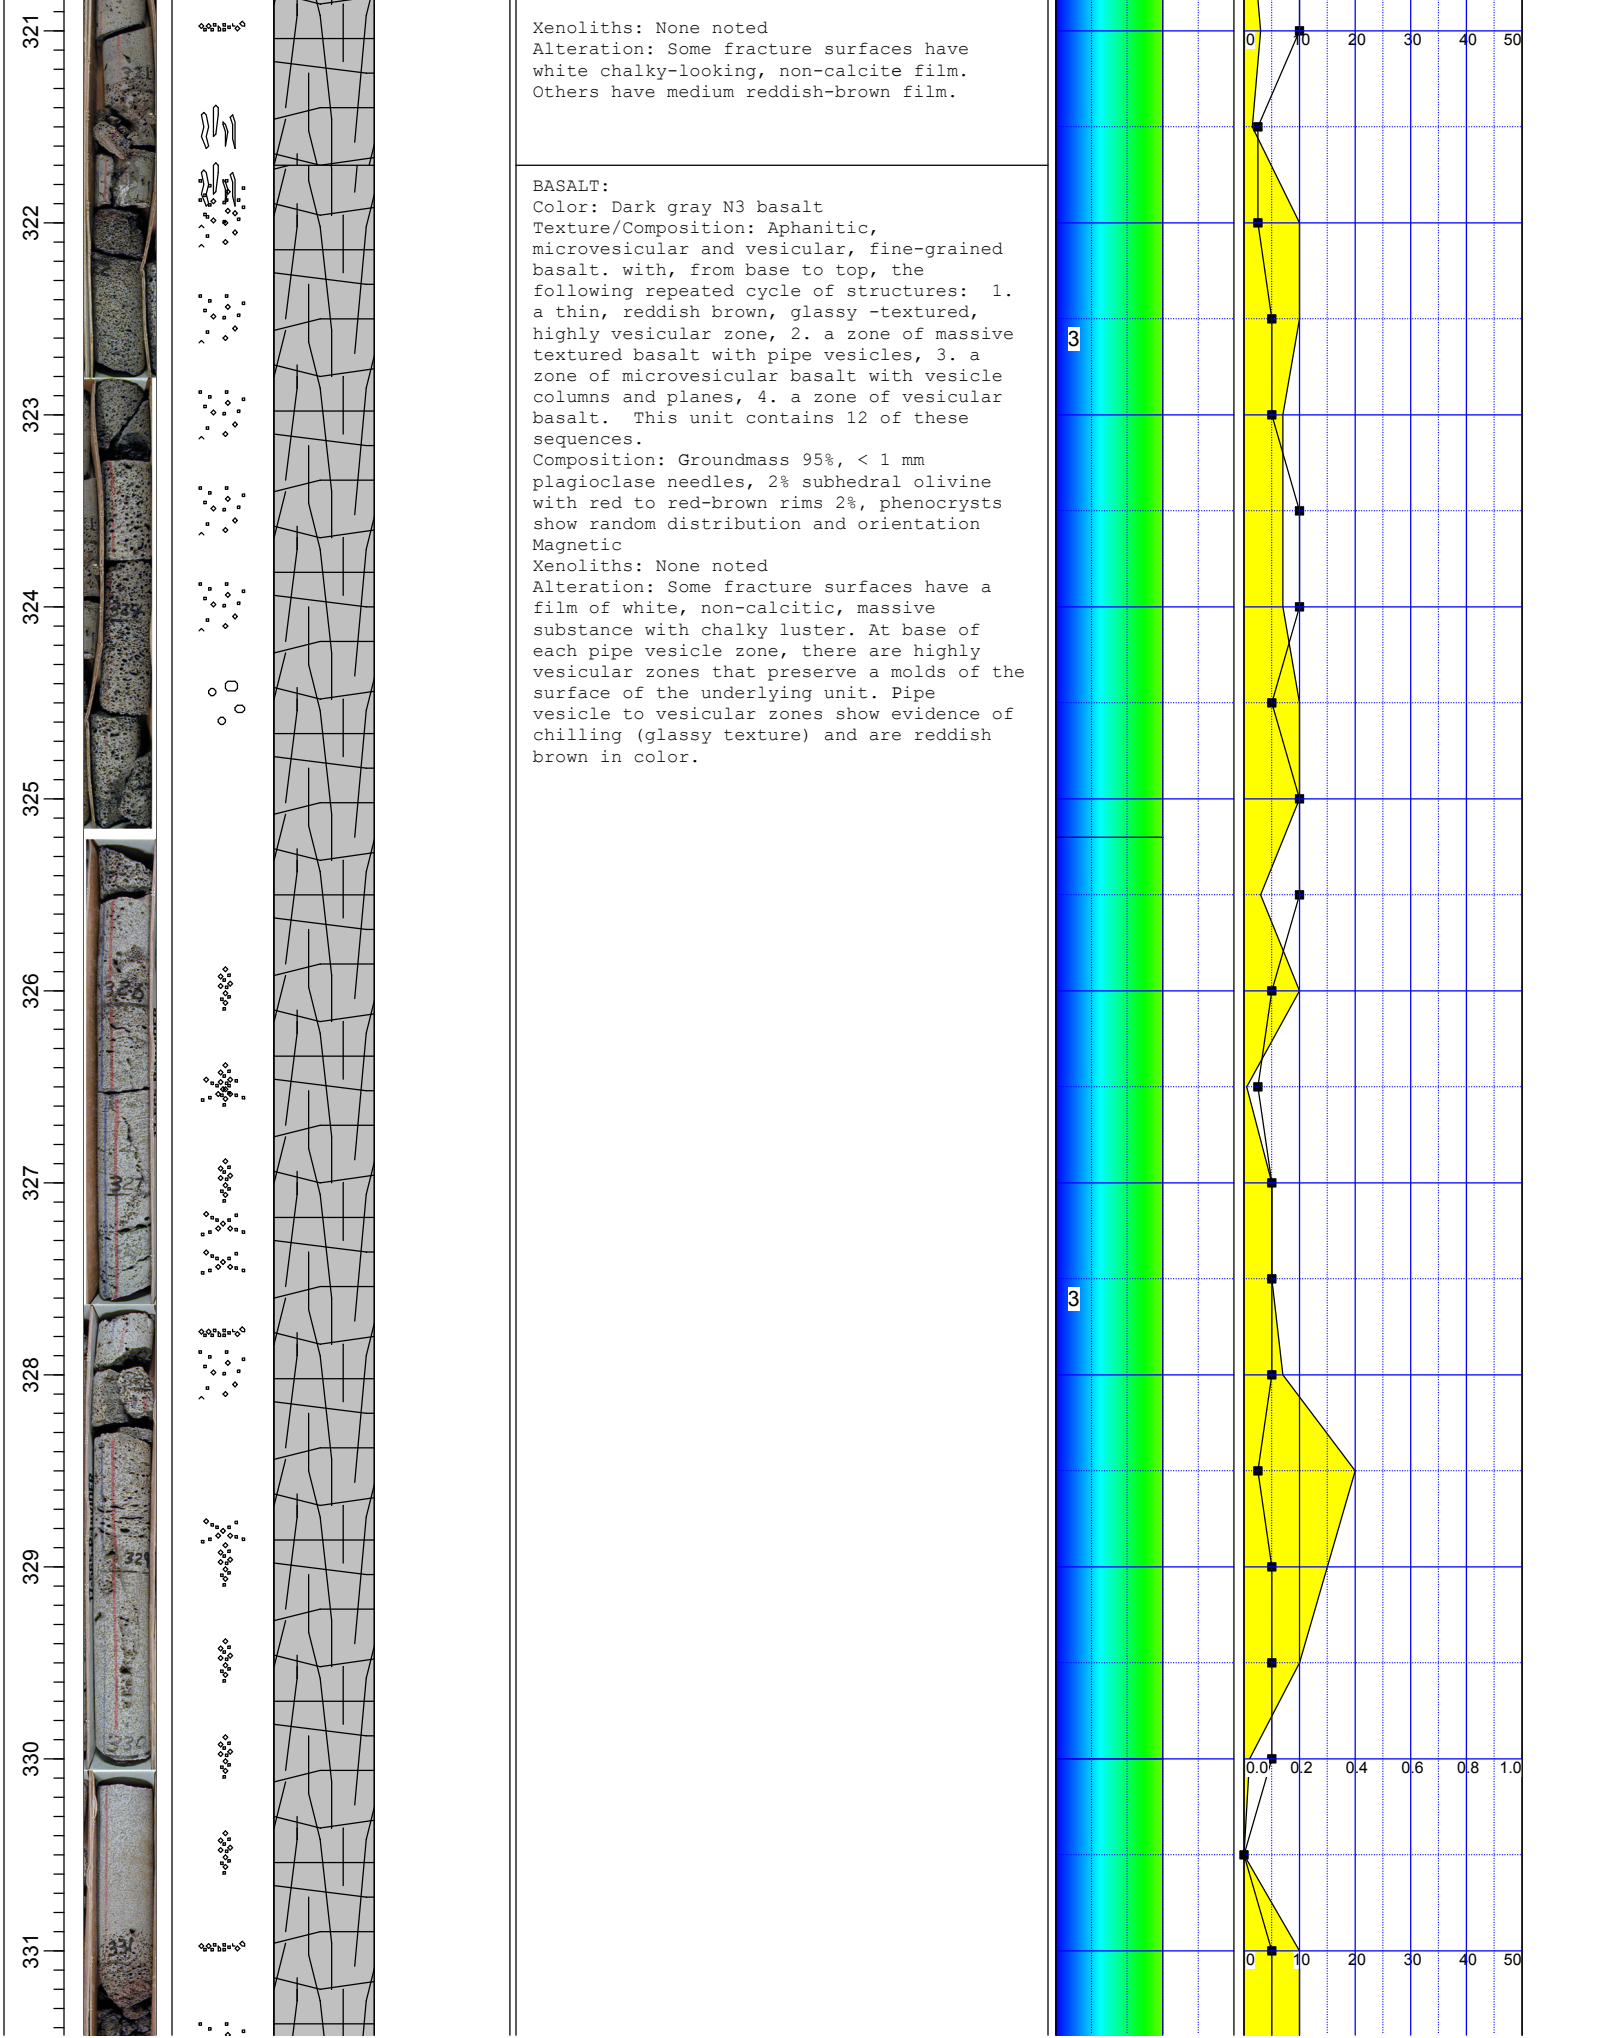 321
322
323
324
325
326
327
328
329
330
331
Xenoliths: None noted
Alteration: Some fracture surfaces have
white chalky-looking, non-calcite film.
Others have medium reddish-brown film.
BASALT:
Color: Dark gray N3 basalt
Texture/Composition: Aphanitic,
microvesicular and vesicular, fine-grained
basalt. with, from base to top, the
following repeated cycle of structures:  1.
a thin, reddish brown, glassy -textured,
highly vesicular zone, 2. a zone of massive
textured basalt with pipe vesicles, 3. a
zone of microvesicular basalt with vesicle
columns and planes, 4. a zone of vesicular
basalt.  This unit contains 12 of these
sequences.
Composition: Groundmass 95%, < 1 mm
plagioclase needles, 2% subhedral olivine
with red to red-brown rims 2%, phenocrysts
show random distribution and orientation
Magnetic
Xenoliths: None noted
Alteration: Some fracture surfaces have a
film of white, non-calcitic, massive
substance with chalky luster. At base of
each pipe vesicle zone, there are highly
vesicular zones that preserve a molds of the
surface of the underlying unit. Pipe
vesicle to vesicular zones show evidence of
chilling (glassy texture) and are reddish
brown in color.
3
3
0 10 20 30 40 50
0.0 0.2 0.4 0.6 0.8 1.0
0 10 20 30 40 50
327
329
330
331